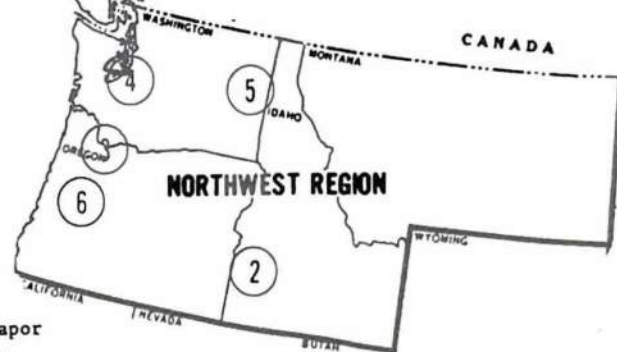 CANADA
WASHINGTON
MONTANA
4
5
IDAHO
OREGON
NORTHWEST REGION
6
WYOMING
2
CALIFORNIA
NEVADA
UTAH
apor